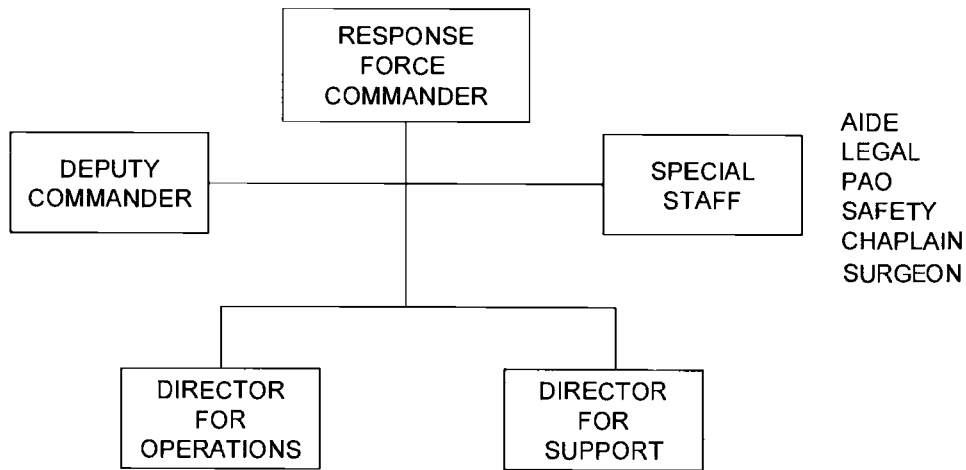 RESPONSE
FORCE
COMMANDER
DEPUTY
COMMANDER
SPECIAL
STAFF
AIDE
LEGAL
PAO
SAFETY
CHAPLAIN
SURGEON
DIRECTOR
FOR
OPERATIONS
DIRECTOR
FOR
SUPPORT